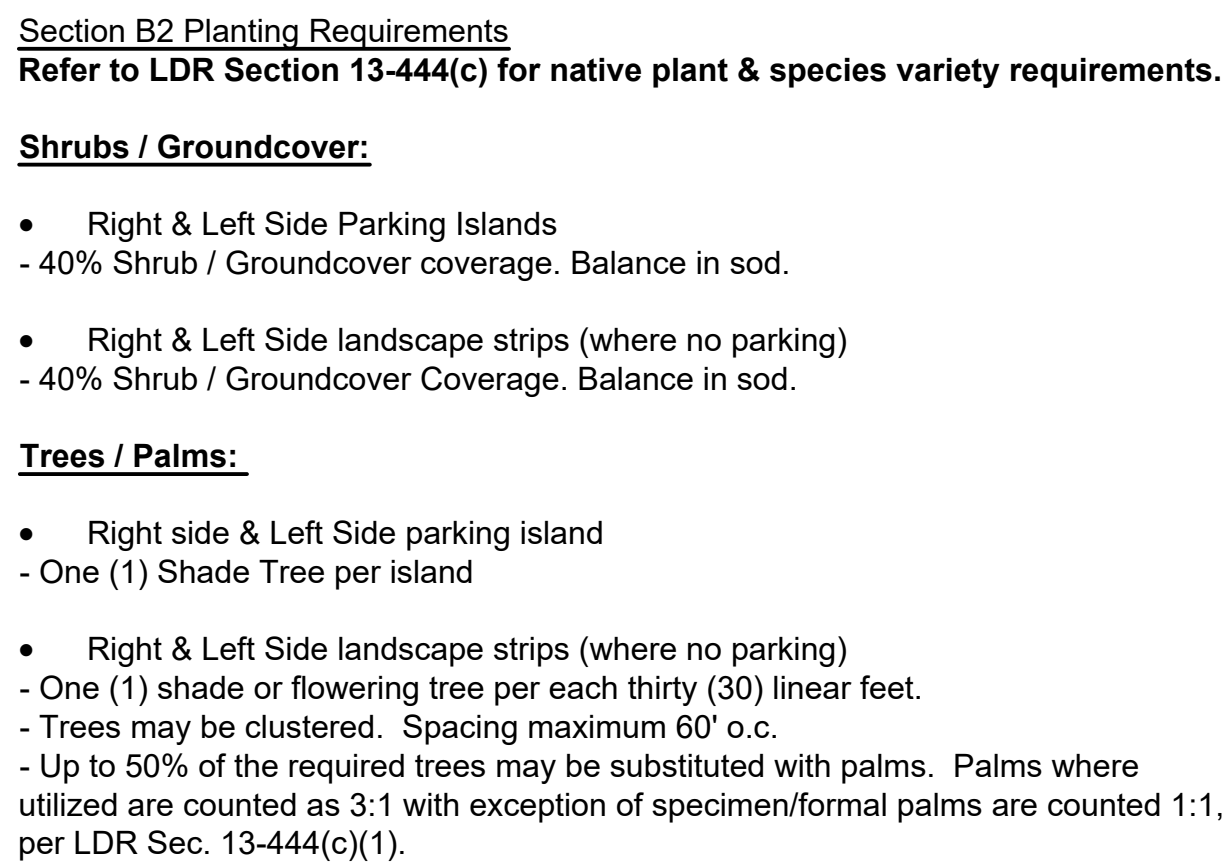 Section B2 Planting Requirements
Refer to LDR Section 13-444(c) for native plant & species variety requirements.
Shrubs / Groundcover:
• Right & Left Side Parking Islands
- 40% Shrub / Groundcover coverage. Balance in sod.
• Right & Left Side landscape strips (where no parking)
- 40% Shrub / Groundcover Coverage. Balance in sod.
Trees / Palms:
• Right side & Left Side parking island
- One (1) Shade Tree per island
• Right & Left Side landscape strips (where no parking)
- One (1) shade or flowering tree per each thirty (30) linear feet.
- Trees may be clustered.  Spacing maximum 60' o.c.
- Up to 50% of the required trees may be substituted with palms.  Palms where
utilized are counted as 3:1 with exception of specimen/formal palms are counted 1:1,
per LDR Sec. 13-444(c)(1).